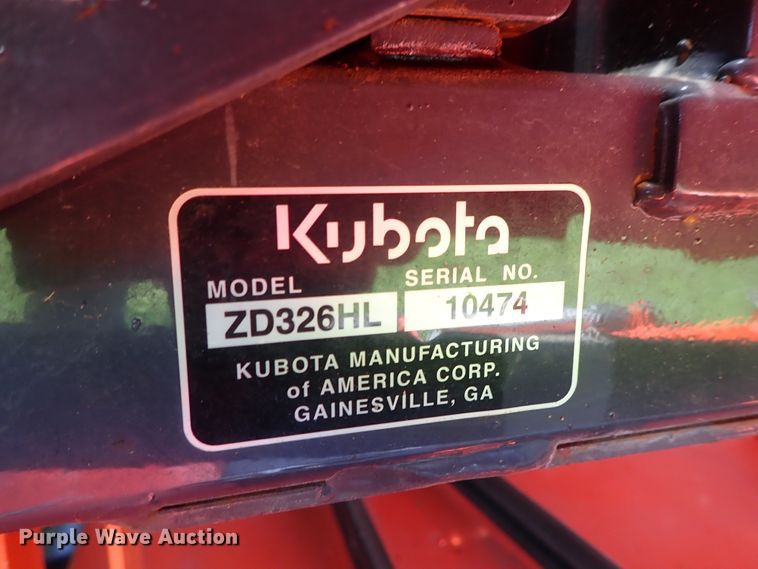 Kubota
MODEL SERIAL NO.
ZD326HL 10474
KUBOTA MANUFACTURING
of AMERICA CORP.
GAINESVILLE, GA
Purple Wave Auction